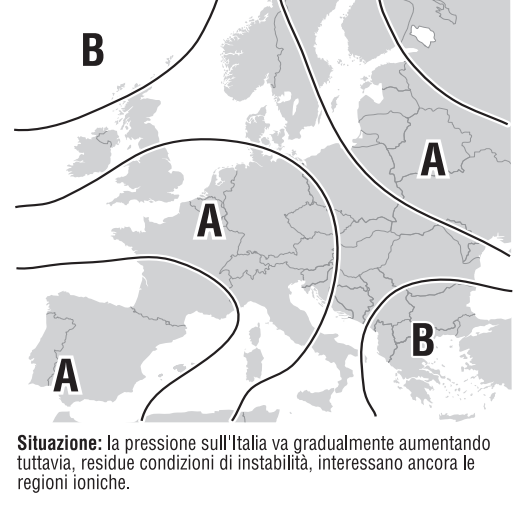 B
A
A
B
A
Situazione: la pressione sull'Italia va gradualmente aumentando
tuttavia, residue condizioni di instabilità, interessano ancora le
regioni ioniche.